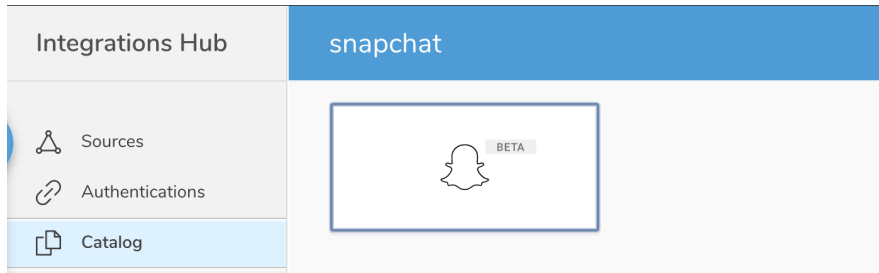 Integrations Hub
snapchat
Sources
Authentications
Catalog
BETA